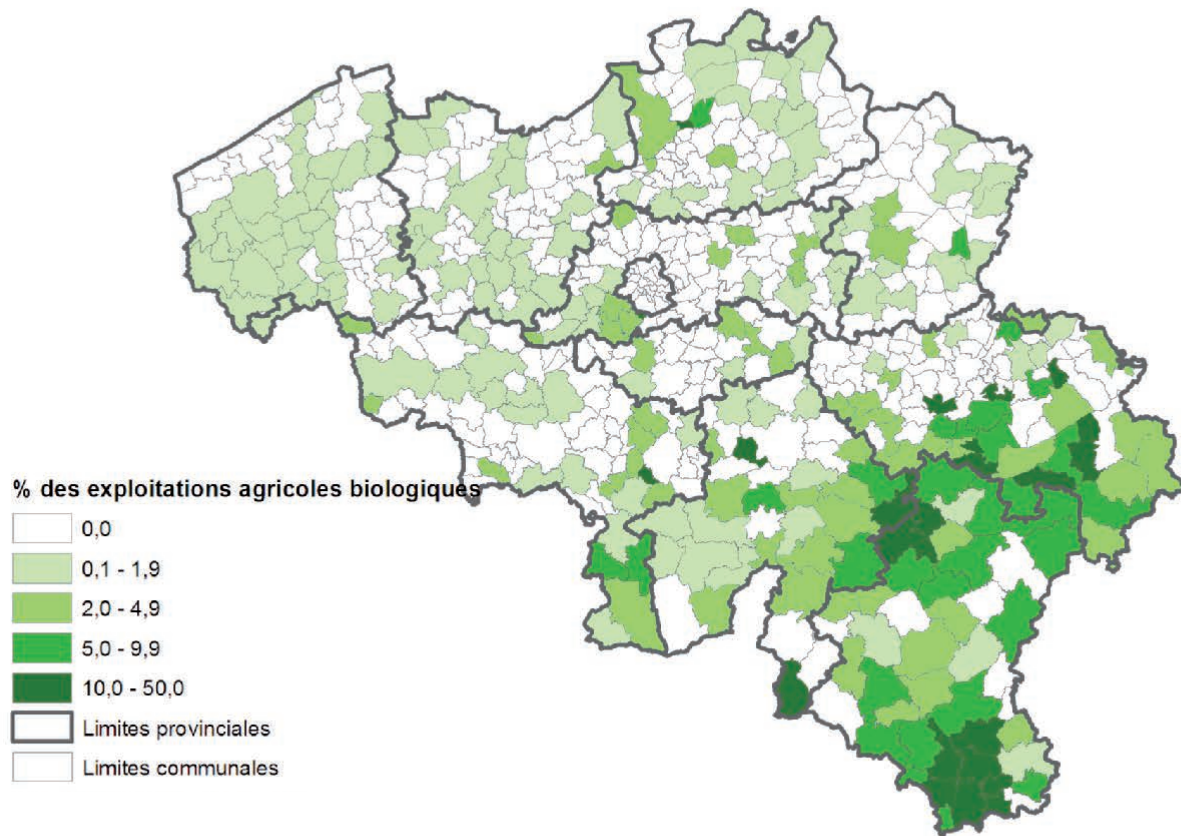 % des exploitations agricoles biologiques
0,0
0,1 - 1,9
2,0 - 4,9
5,0 - 9,9
10,0 - 50,0
Limites provinciales
Limites communales